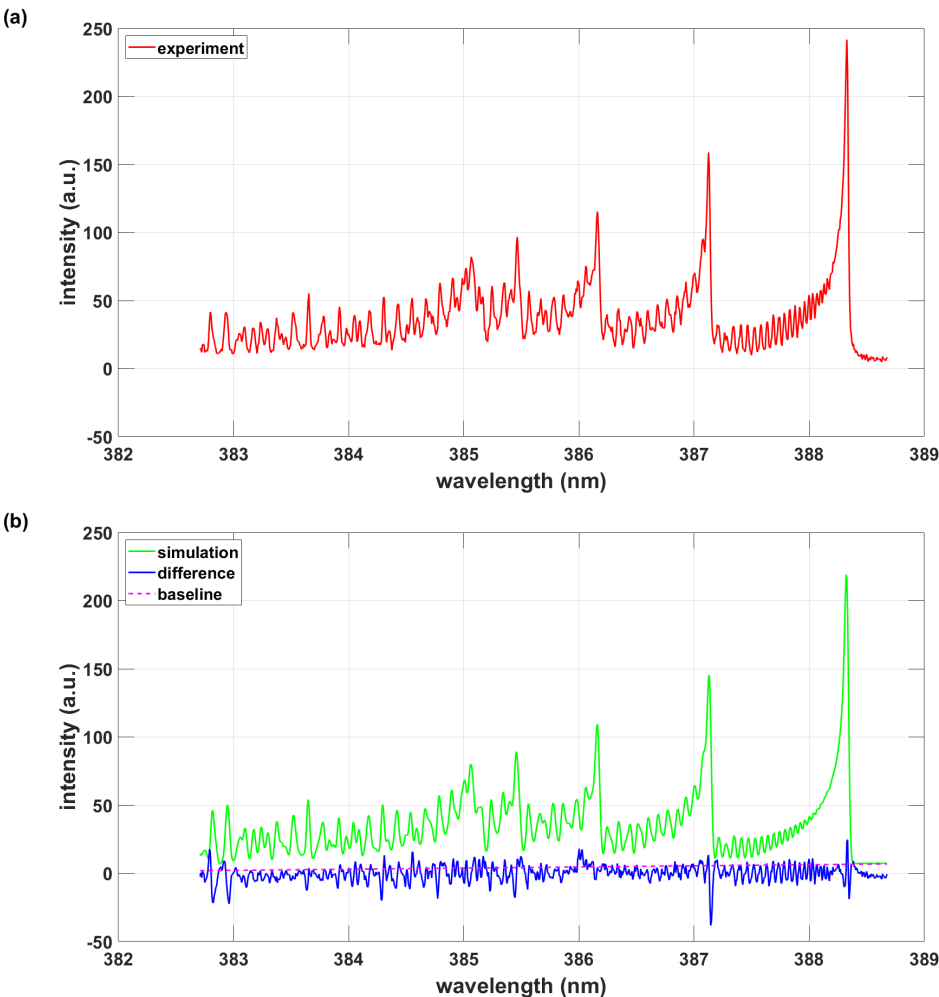 (a)
250
200
150
100
50
0
-50
intensity (a.u.)
experiment
382 383 384 385 386 387 388 389
wavelength (nm)
(b)
250
200
150
100
50
0
-50
intensity (a.u.)
simulation
difference
baseline
382 383 384 385 386 387 388 389
wavelength (nm)